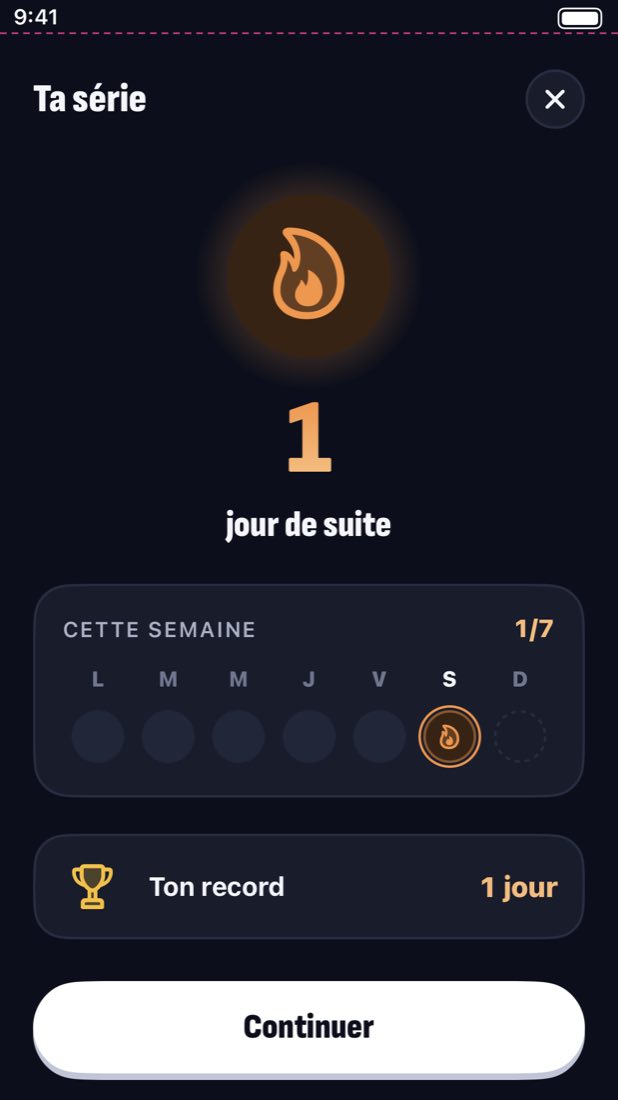 9:41
Ta série
1
jour de suite
CETTE SEMAINE 1/7
L M M J V S D
Ton record 1 jour
Continuer